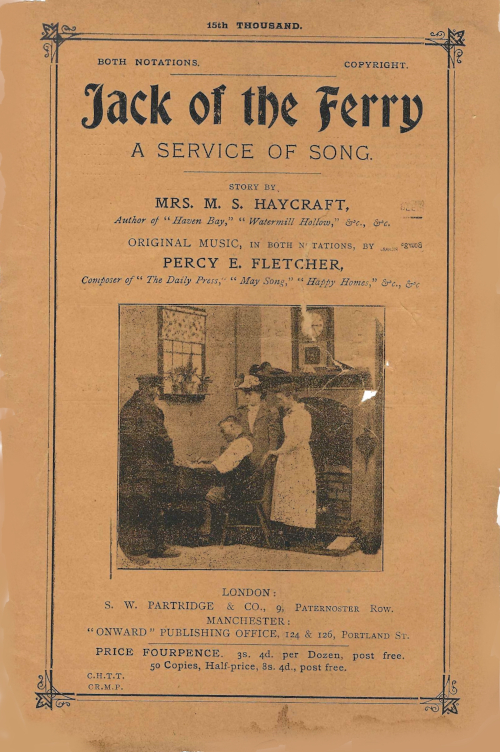 15th THOUSAND.
BOTH NOTATIONS. COPYRIGHT.
Jack of the Ferry
A SERVICE OF SONG.
STORY BY
MRS. M. S. HAYCRAFT,
Author of "Haven Bay," "Watermill Hollow," &c., &c.
ORIGINAL MUSIC, IN BOTH N TATIONS, BY
PERCY E. FLETCHER,
Composer of "The Daily Press," "May Song," "Happy Homes," &c., &c
LONDON:
S. W. PARTRIDGE & CO., 9, PATERNOSTER ROW.
MANCHESTER:
"ONWARD" PUBLISHING OFFICE, 124 & 126, PORTLAND ST.
PRICE FOURPENCE. 3s. 4d. per Dozen, post free.
50 Copies, Half-price, 8s. 4d., post free.
C.H.T.T.
CR.M.P.